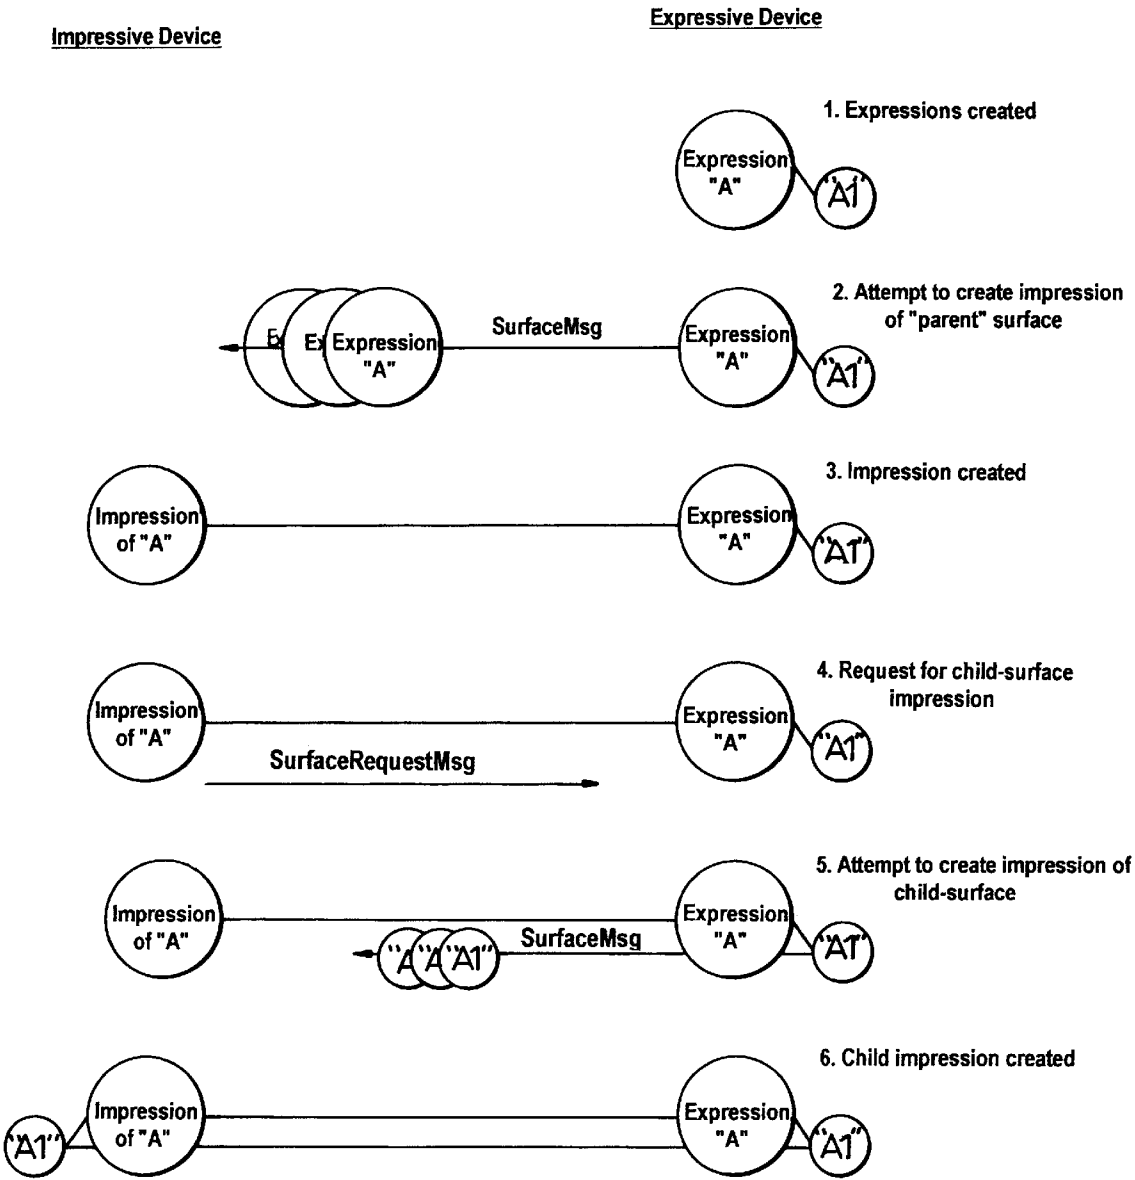 Impressive Device
Expressive Device
1. Expressions created
Expression
"A"
"A1"
2. Attempt to create impression
of "parent" surface
SurfaceMsg
Ex
Ex
Expression
"A"
Expression
"A"
"A1"
3. Impression created
Impression
of "A"
Expression
"A"
"A1"
4. Request for child-surface
impression
Impression
of "A"
Expression
"A"
"A1"
SurfaceRequestMsg
5. Attempt to create impression of
child-surface
Impression
of "A"
Expression
"A"
SurfaceMsg
"A
"A
"A1"
"A1"
6. Child impression created
Impression
of "A"
Expression
"A"
"A1"
"A1"